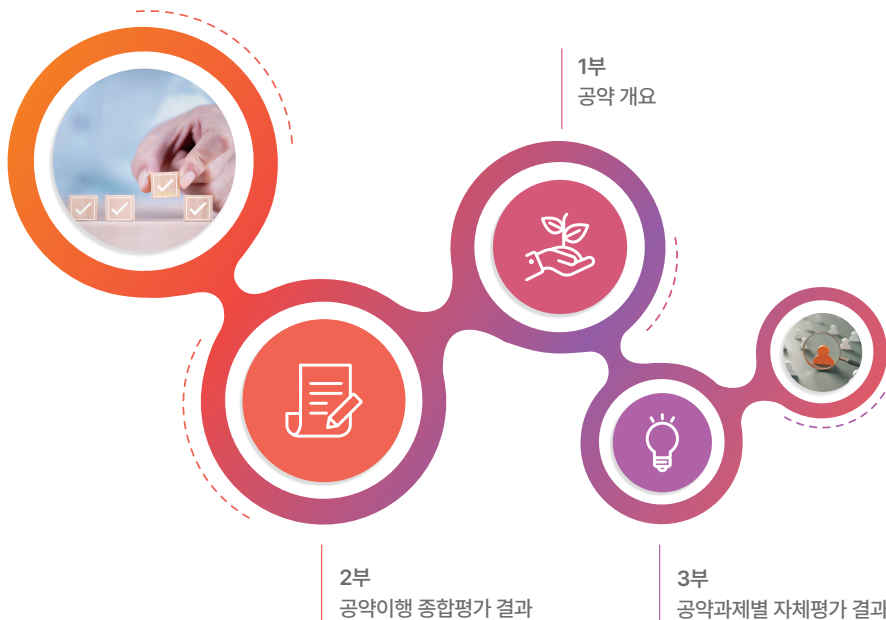 1부
공약 개요
2부
공약이행 종합평가 결과
3부
공약과제별 자체평가 결과